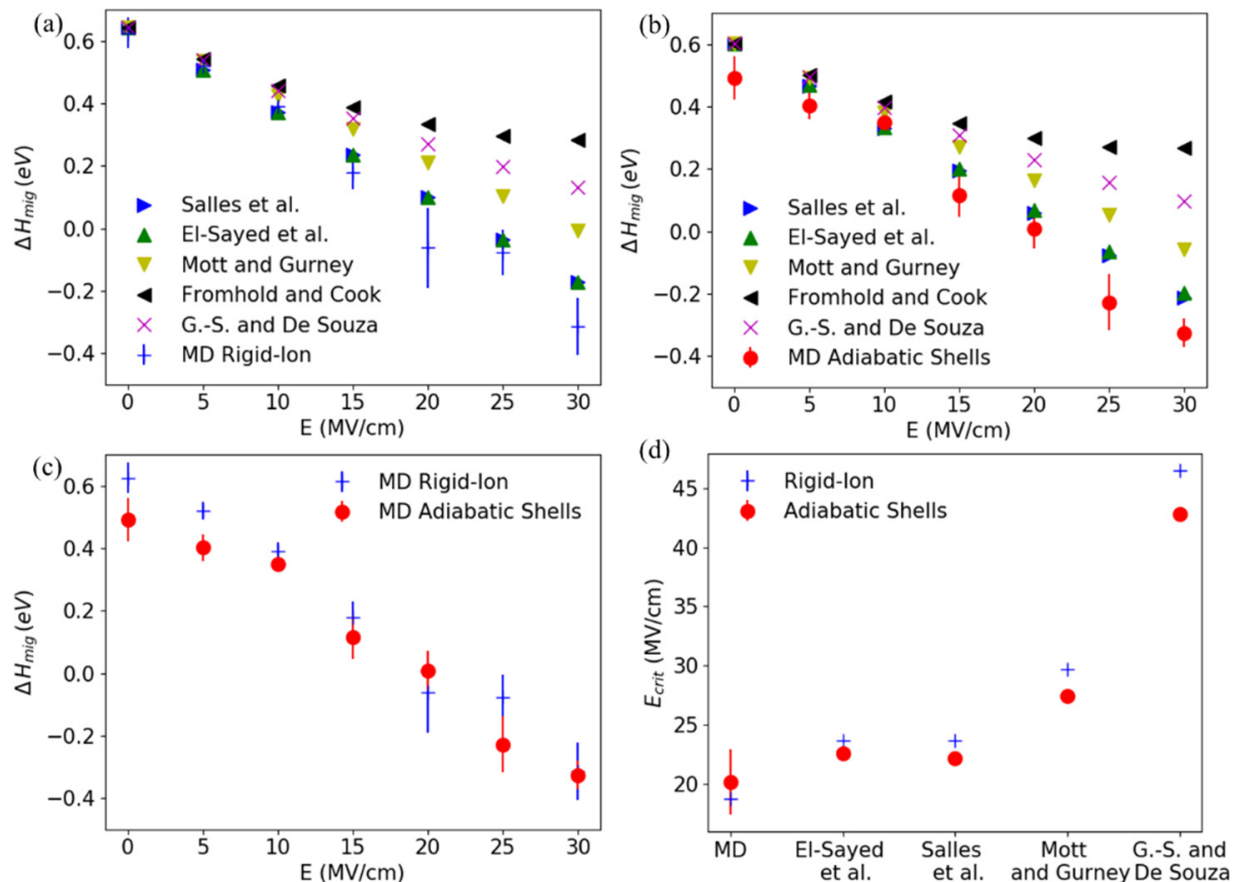 (a)
ΔH_mig (eV)
0.6
0.4
0.2
0.0
−0.2
−0.4
Salles et al.
El-Sayed et al.
Mott and Gurney
Fromhold and Cook
G.-S. and De Souza
MD Rigid-Ion
0 5 10 15 20 25 30
E (MV/cm)
(b)
ΔH_mig (eV)
0.6
0.4
0.2
0.0
−0.2
−0.4
Salles et al.
El-Sayed et al.
Mott and Gurney
Fromhold and Cook
G.-S. and De Souza
MD Adiabatic Shells
0 5 10 15 20 25 30
E (MV/cm)
(c)
ΔH_mig (eV)
0.6
0.4
0.2
0.0
−0.2
−0.4
MD Rigid-Ion
MD Adiabatic Shells
0 5 10 15 20 25 30
E (MV/cm)
(d)
E_crit (MV/cm)
45
40
35
30
25
20
Rigid-Ion
Adiabatic Shells
MD El-Sayed Salles Mott G.-S. and
et al. et al. and Gurney De Souza